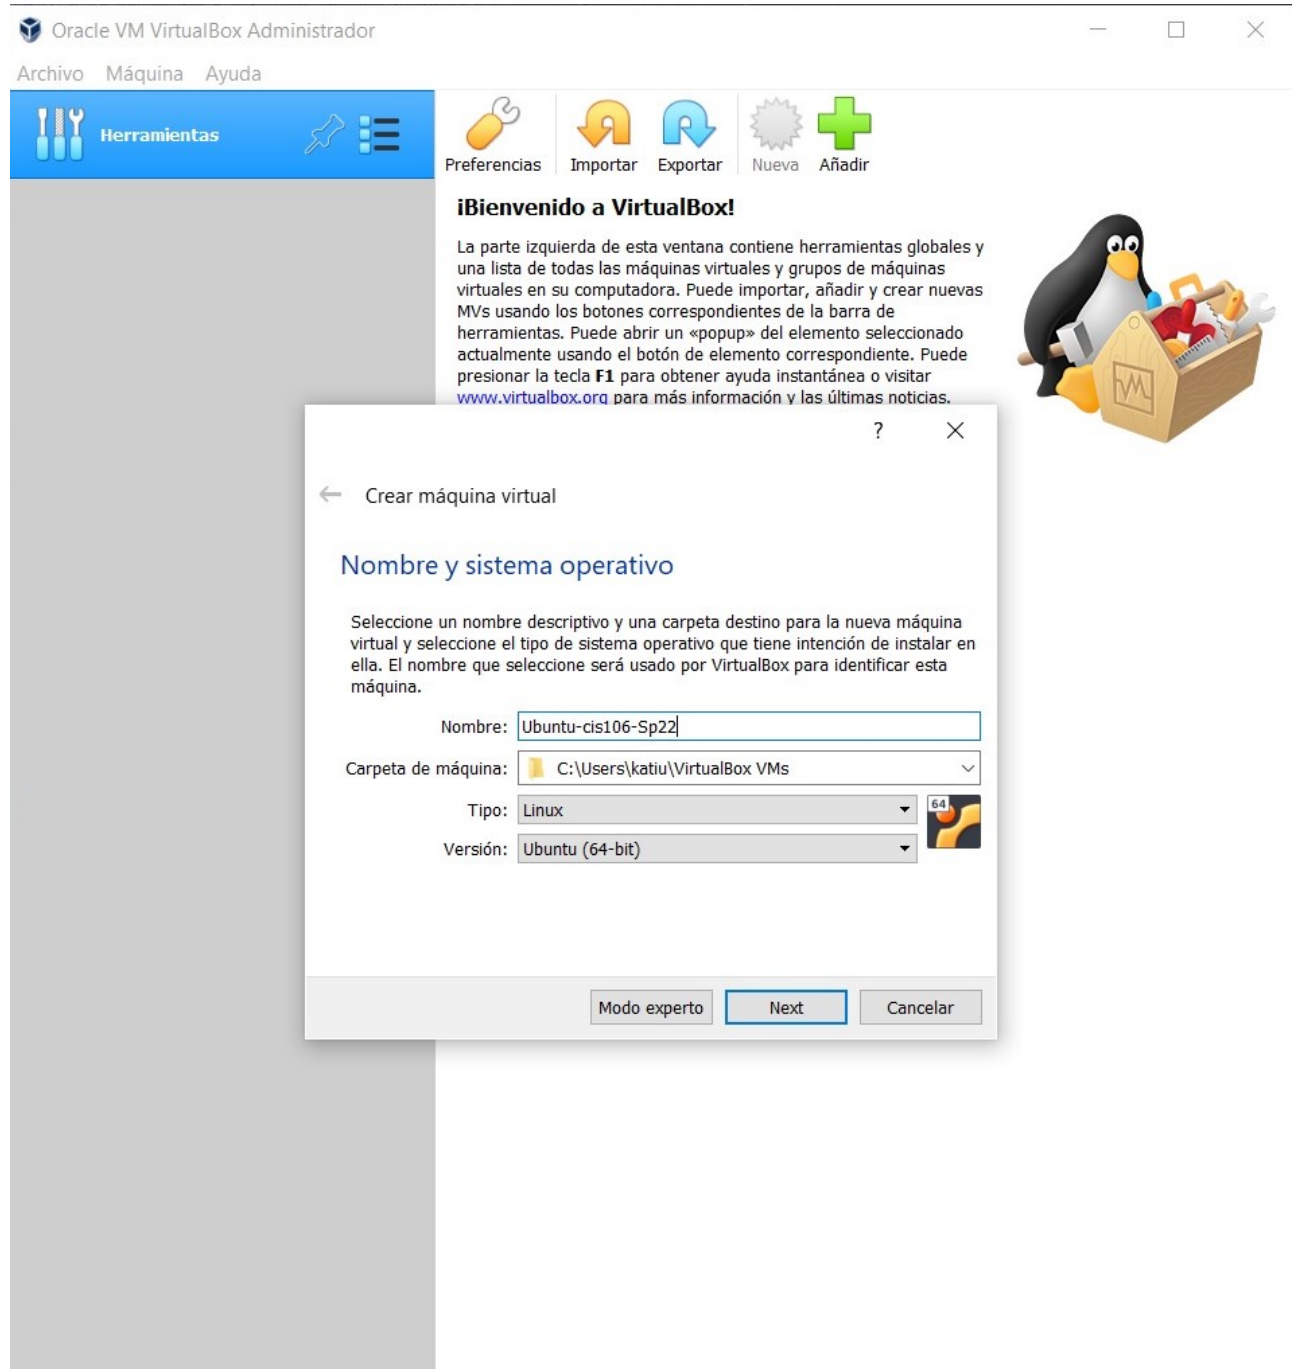 Oracle VM VirtualBox Administrador
Archivo Máquina Ayuda
Herramientas
Preferencias Importar Exportar Nueva Añadir
¡Bienvenido a VirtualBox!
La parte izquierda de esta ventana contiene herramientas globales y
una lista de todas las máquinas virtuales y grupos de máquinas
virtuales en su computadora. Puede importar, añadir y crear nuevas
MVs usando los botones correspondientes de la barra de
herramientas. Puede abrir un «popup» del elemento seleccionado
actualmente usando el botón de elemento correspondiente. Puede
presionar la tecla F1 para obtener ayuda instantánea o visitar
www.virtualbox.org para más información y las últimas noticias.
?
Crear máquina virtual
Nombre y sistema operativo
Seleccione un nombre descriptivo y una carpeta destino para la nueva máquina
virtual y seleccione el tipo de sistema operativo que tiene intención de instalar en
ella. El nombre que seleccione será usado por VirtualBox para identificar esta
máquina.
Nombre: Ubuntu-cis106-Sp22
Carpeta de máquina: C:\Users\katiu\VirtualBox VMs
Tipo: Linux
64
Versión: Ubuntu (64-bit)
Modo experto Next Cancelar